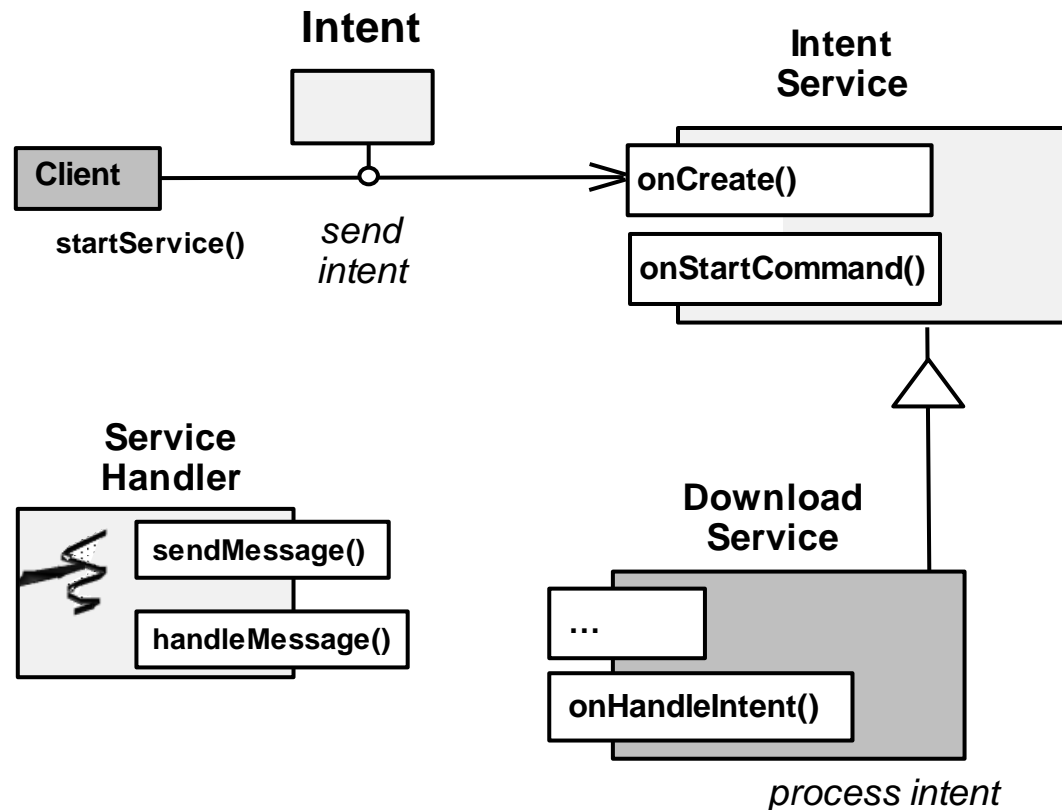 Intent
Intent
Service
Client
onCreate()
startService()
send
intent
onStartCommand()
Service
Handler
Download
Service
sendMessage()
…
handleMessage()
onHandleIntent()
process intent